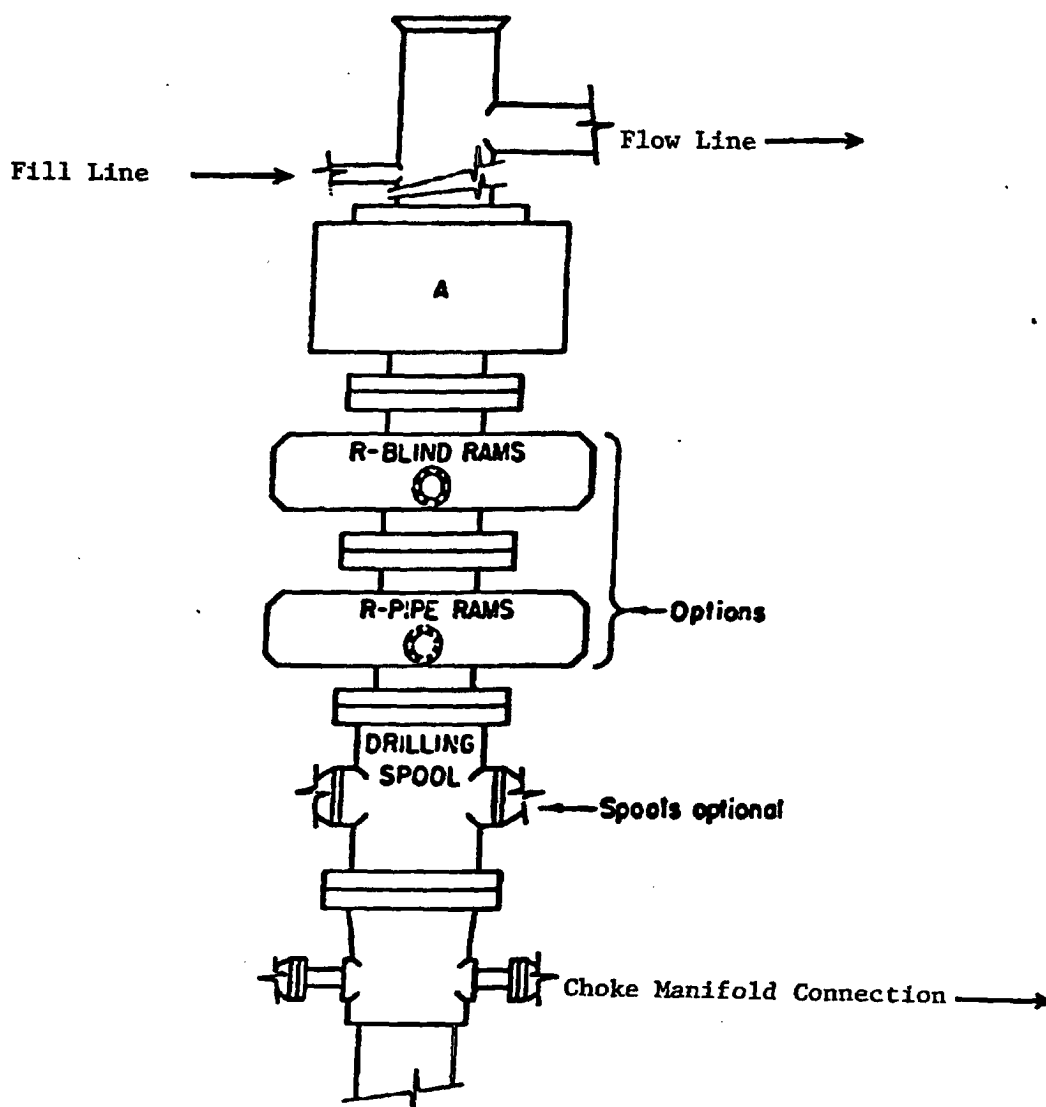 Flow Line
Fill Line
A
R-BLIND RAMS
R-PIPE RAMS
Options
DRILLING
SPOOL
Spools optional
Choke Manifold Connection